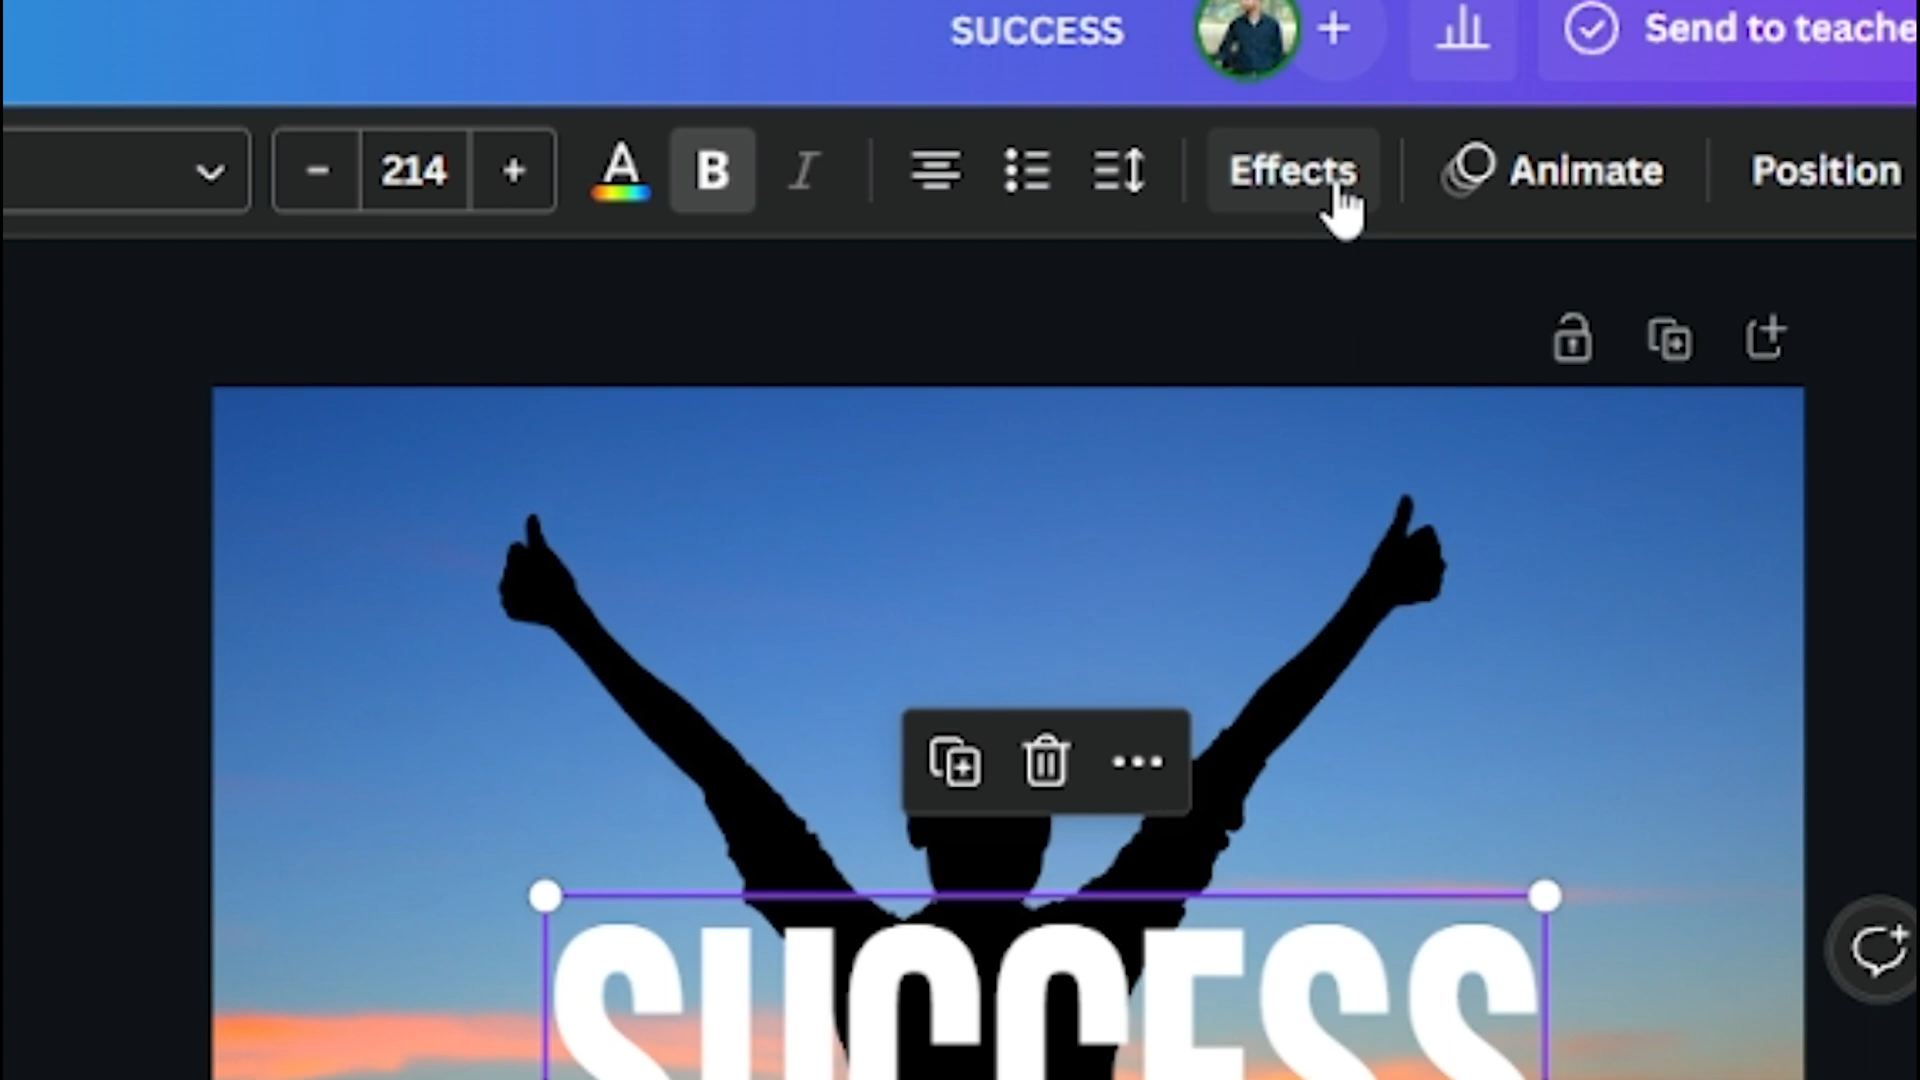 SUCCESS
Send to teache
214
A
B
I
Effects
Animate
Position
SUCCESS